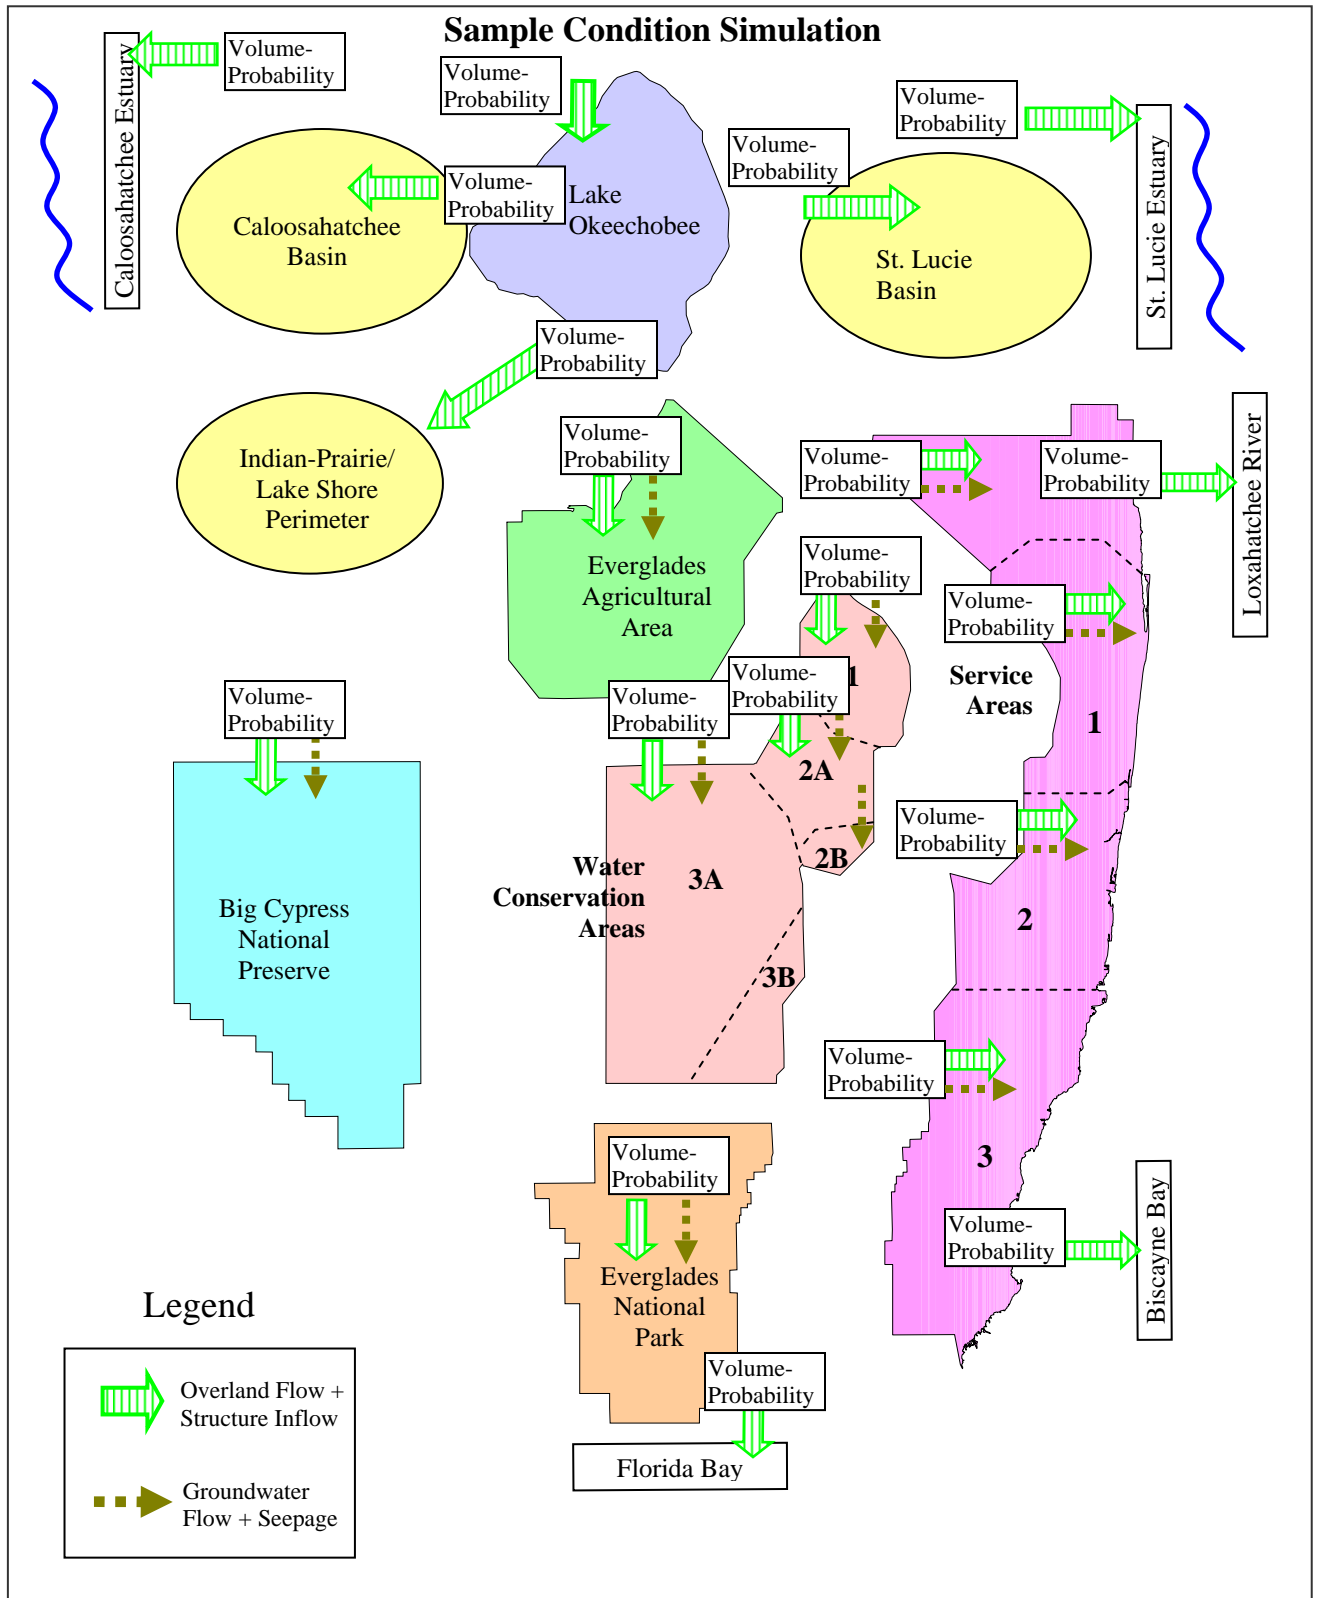 Sample Condition Simulation
Caloosahatchee Estuary
Volume-
Probability
Volume-
Probability
Volume-
Probability
Volume-
Probability
St. Lucie Estuary
Volume-
Probability
Lake
Okeechobee
Caloosahatchee
Basin
St. Lucie
Basin
Volume-
Probability
Indian-Prairie/
Lake Shore
Perimeter
Volume-
Probability
Volume-
Probability
Volume-
Probability
Loxahatchee River
Everglades
Agricultural
Area
Volume-
Probability
Volume-
Probability
Service
Areas
1
1
Volume-
Probability
Volume-
Probability
Volume-
Probability
2A
Volume-
Probability
2B
Water
Conservation
Areas
3A
3B
2
Big Cypress
National
Preserve
Volume-
Probability
3
Volume-
Probability
Volume-
Probability
Biscayne Bay
Everglades
National
Park
Volume-
Probability
Florida Bay
Legend
Overland Flow +
Structure Inflow
Groundwater
Flow + Seepage